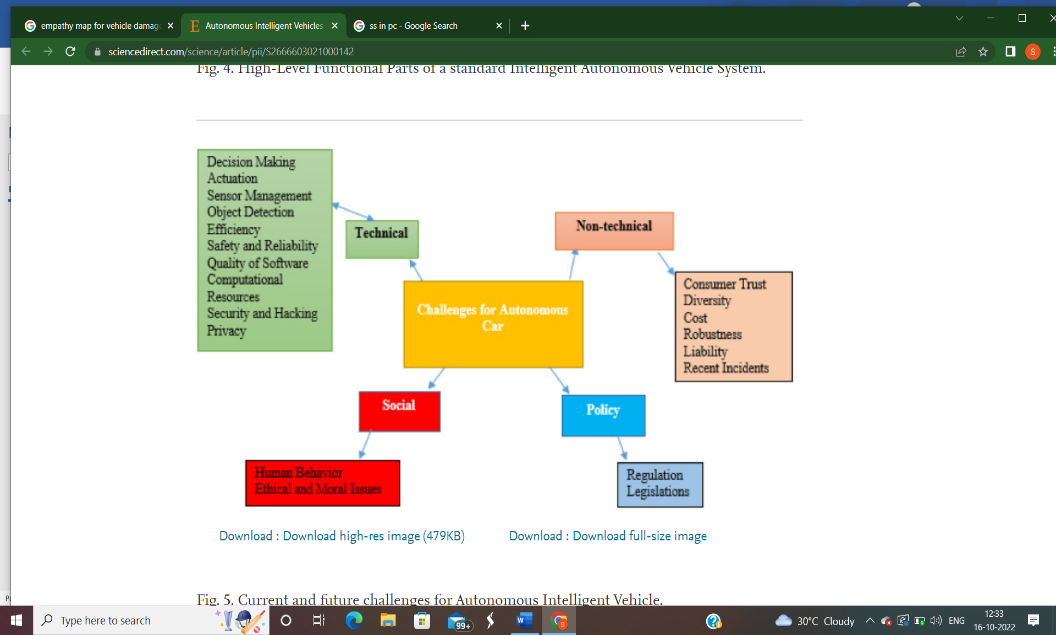 empathy map for vehicle damag
Autonomous Intelligent Vehicles
ss in pc - Google Search
sciencedirect.com/science/article/pii/S2666603021000142
S
Fig. 4. High-Level Functional Parts of a standard Intelligent Autonomous Vehicle System.
Decision Making
Actuation
Sensor Management
Object Detection
Efficiency
Safety and Reliability
Quality of Software
Computational
Resources
Security and Hacking
Privacy
Technical
Non-technical
Consumer Trust
Diversity
Cost
Robustness
Liability
Recent Incidents
Challenges for Autonomous
Car
Social
Policy
Human Behavior
Ethical and Moral Issues
Regulation
Legislations
Download : Download high-res image (479KB)
Download : Download full-size image
Fig. 5. Current and future challenges for Autonomous Intelligent Vehicle.
Type here to search
99+
30°C Cloudy
ENG
12:33
16-10-2022